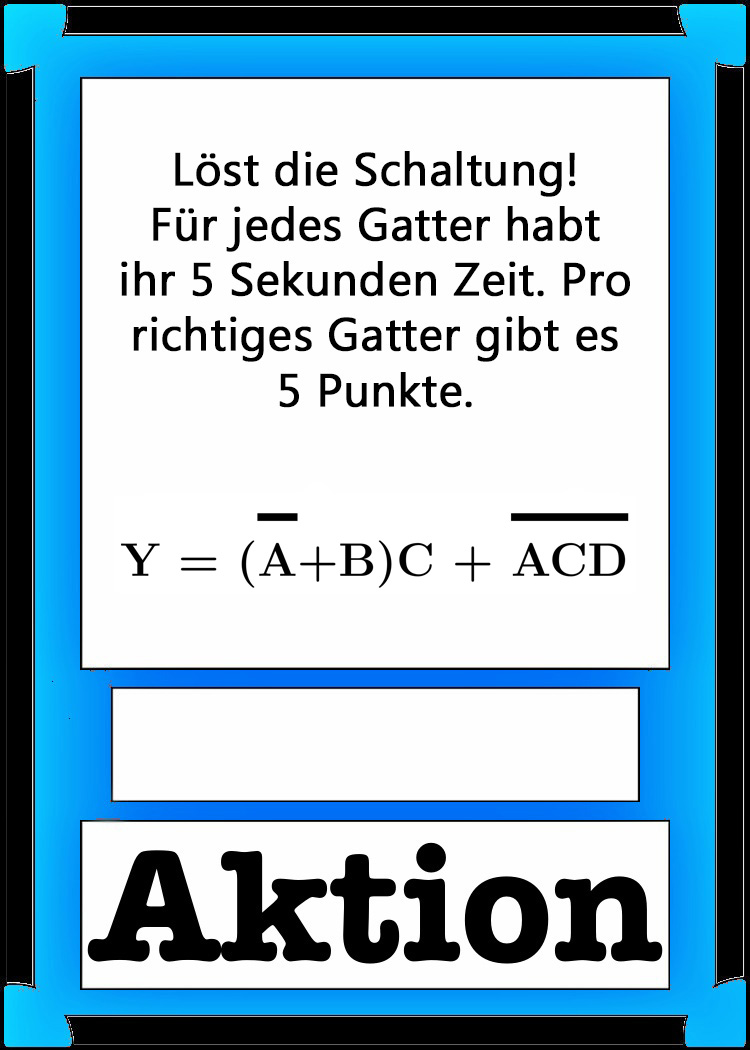 Löst die Schaltung!
Für jedes Gatter habt
ihr 5 Sekunden Zeit. Pro
richtiges Gatter gibt es
5 Punkte.
Y = (A̅+B)C + A̅C̅D̅
Aktion